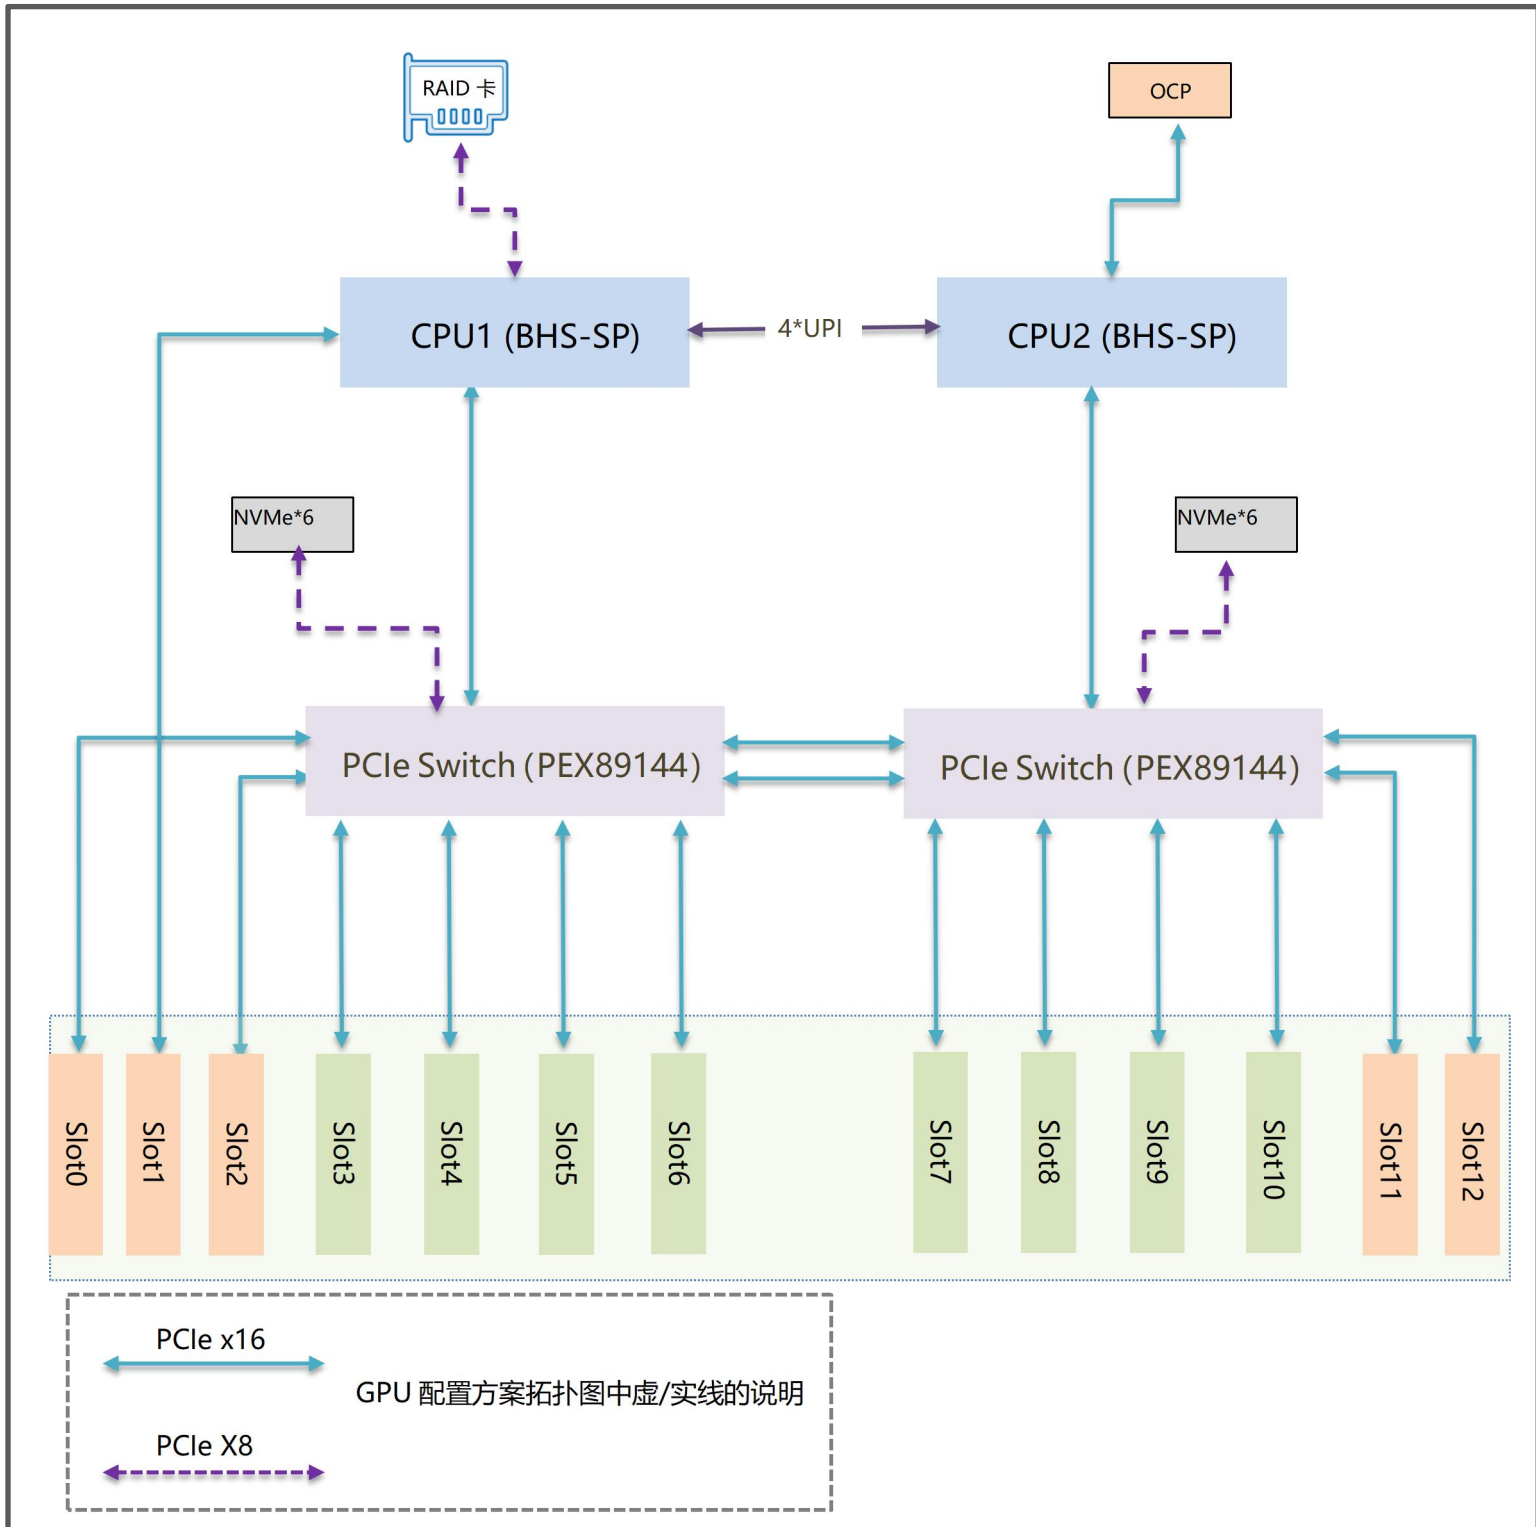 RAID 卡
OCP
CPU1 (BHS-SP)
4*UPI
CPU2 (BHS-SP)
NVMe*6
NVMe*6
PCIe Switch (PEX89144)
PCIe Switch (PEX89144)
Slot0
Slot1
Slot2
Slot3
Slot4
Slot5
Slot6
Slot7
Slot8
Slot9
Slot10
Slot11
Slot12
PCIe x16
GPU 配置方案拓扑图中虚/实线的说明
PCIe X8